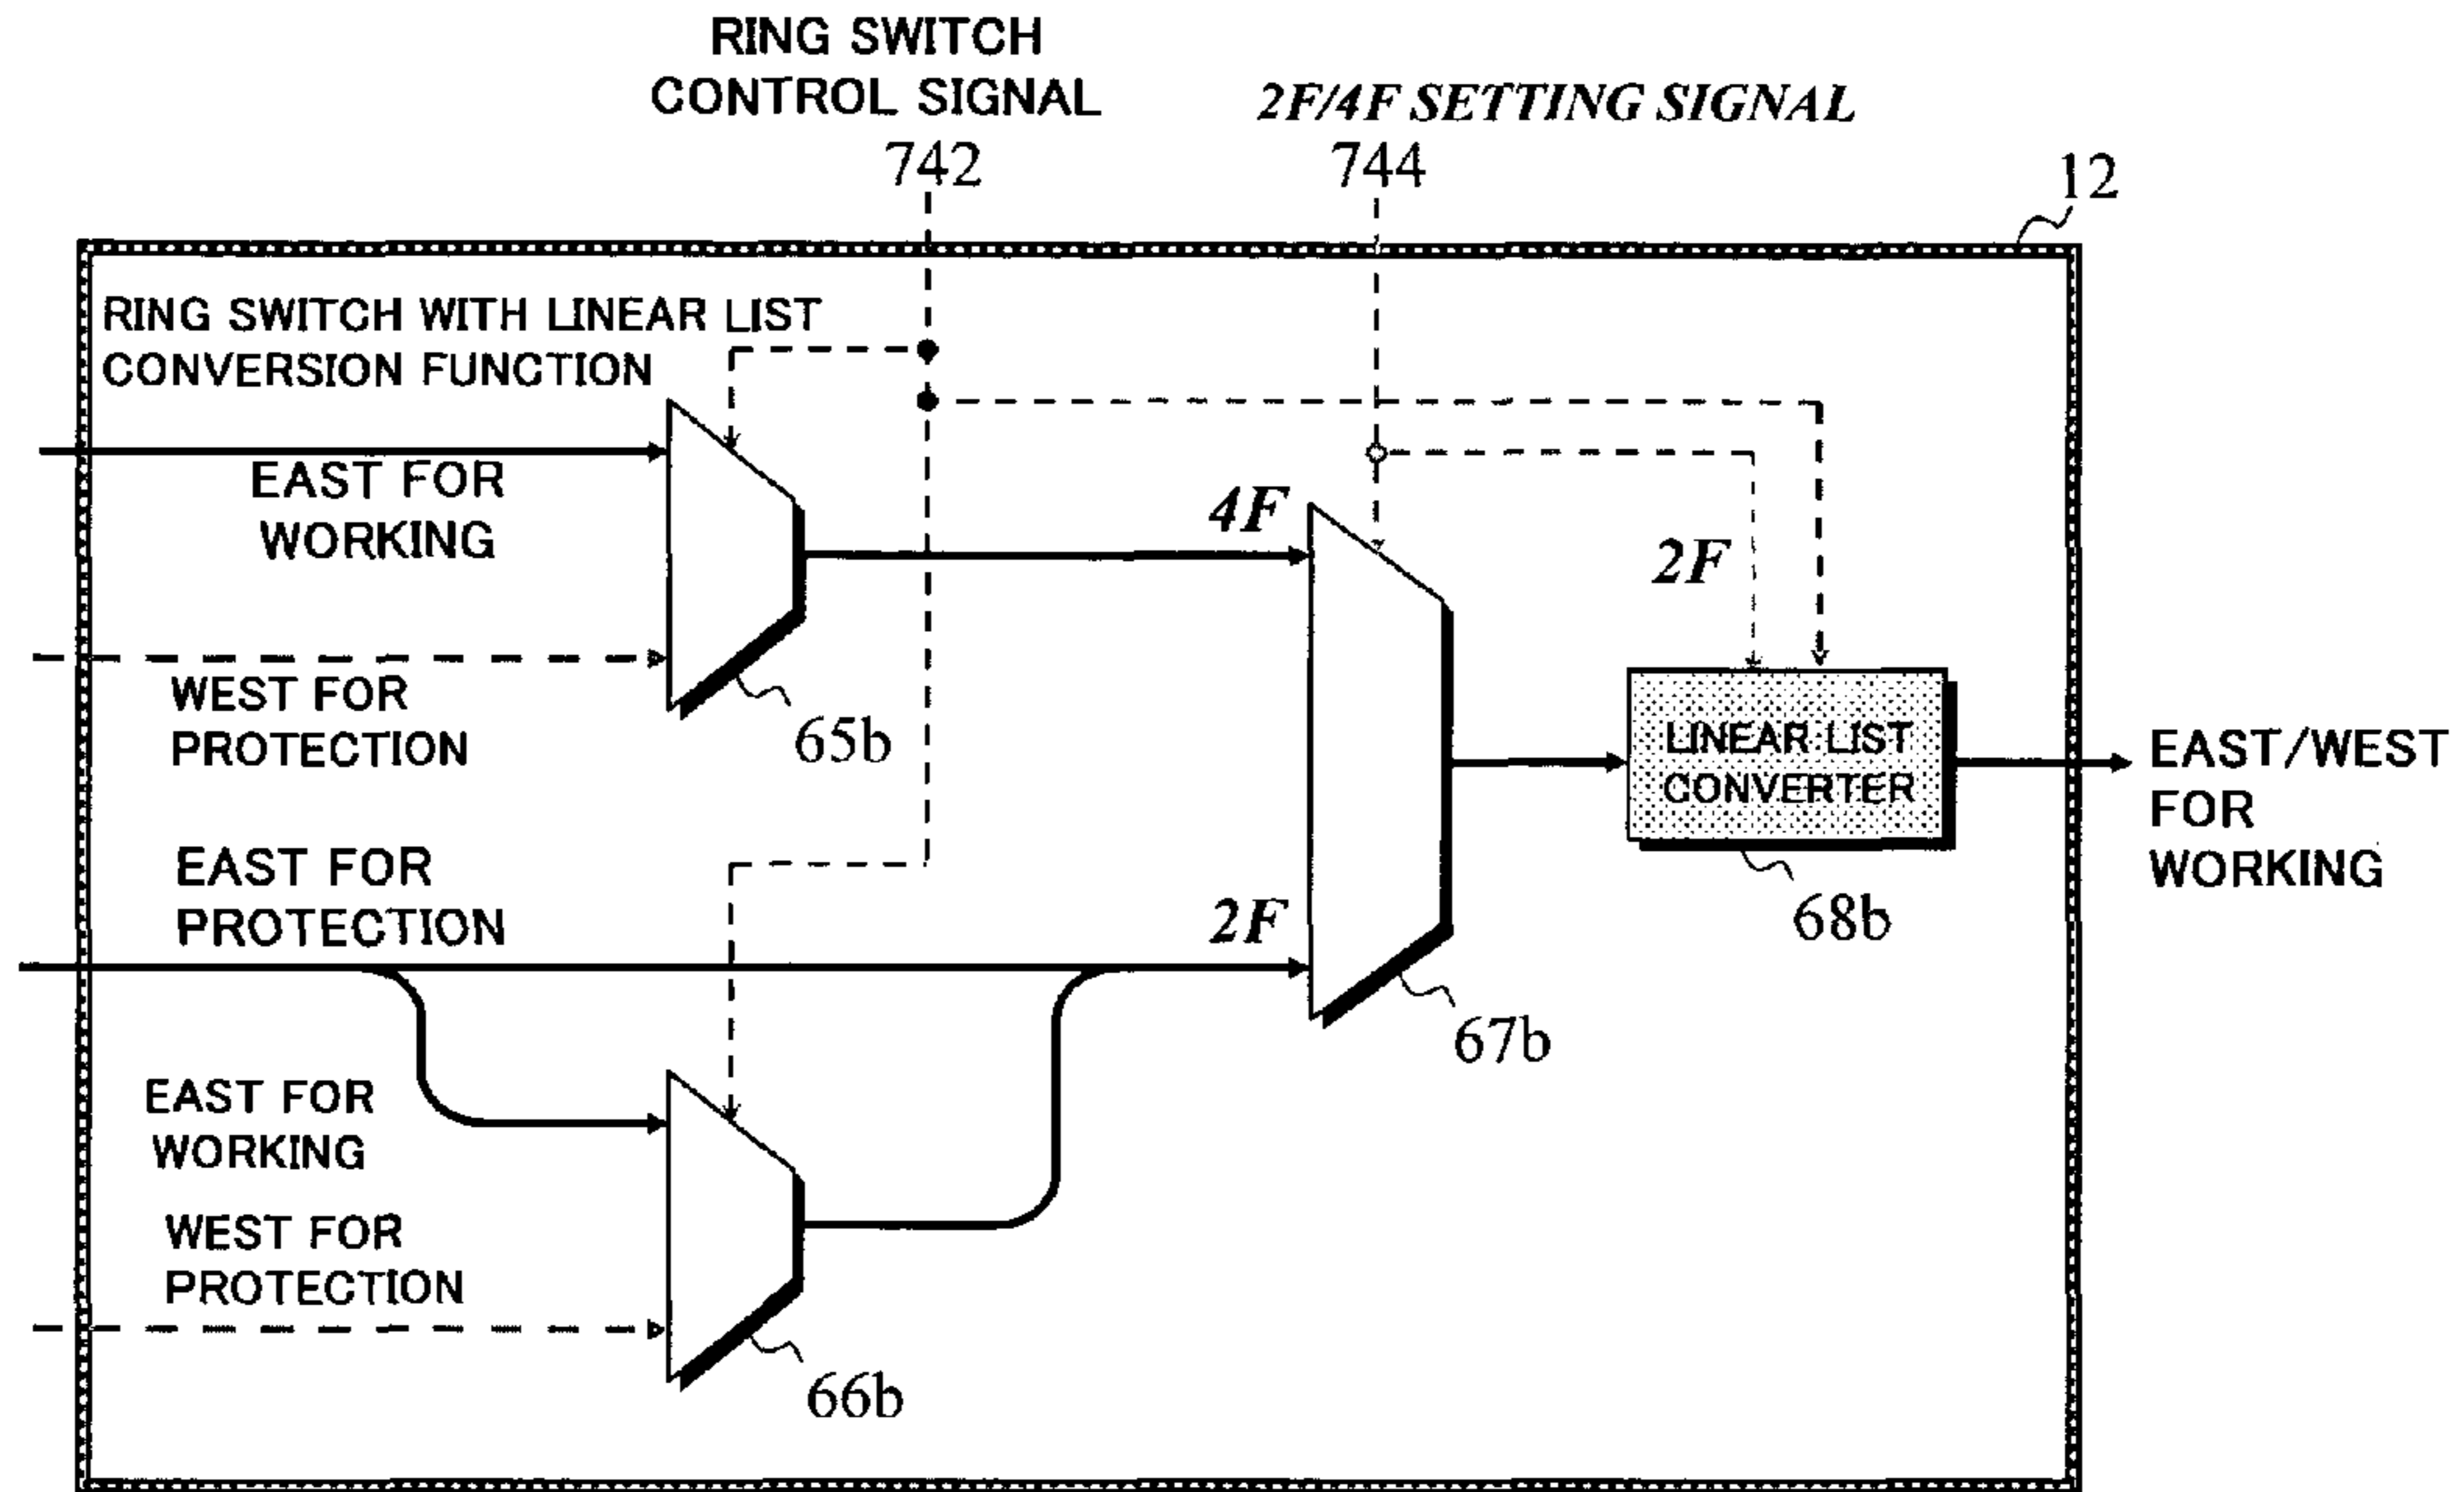 RING SWITCH
CONTROL SIGNAL
742
2F/4F SETTING SIGNAL
744
12
RING SWITCH WITH LINEAR LIST
CONVERSION FUNCTION
EAST FOR
WORKING
4F
2F
WEST FOR
PROTECTION
65b
LINEAR LIST
CONVERTER
EAST/WEST
FOR
WORKING
68b
EAST FOR
PROTECTION
2F
67b
EAST FOR
WORKING
WEST FOR
PROTECTION
66b